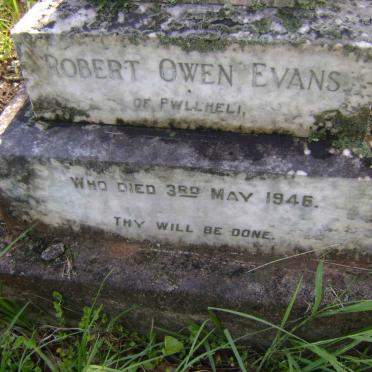 ROBERT OWEN EVANS
OF PWLLHELI,
WHO DIED 3RD MAY 1946.
THY WILL BE DONE.